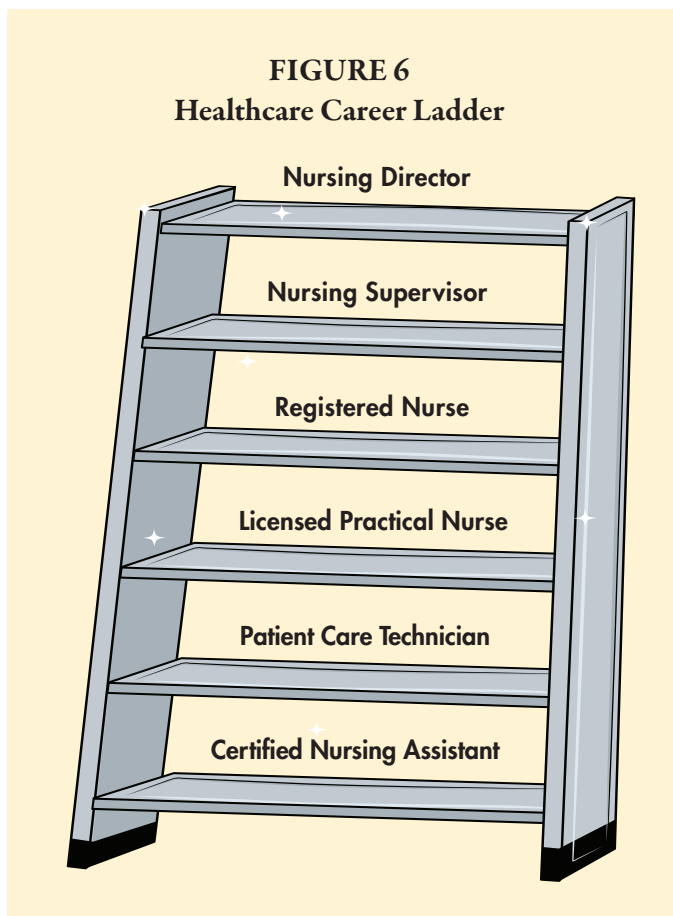 FIGURE 6
Healthcare Career Ladder
Nursing Director
Nursing Supervisor
Registered Nurse
Licensed Practical Nurse
Patient Care Technician
Certified Nursing Assistant